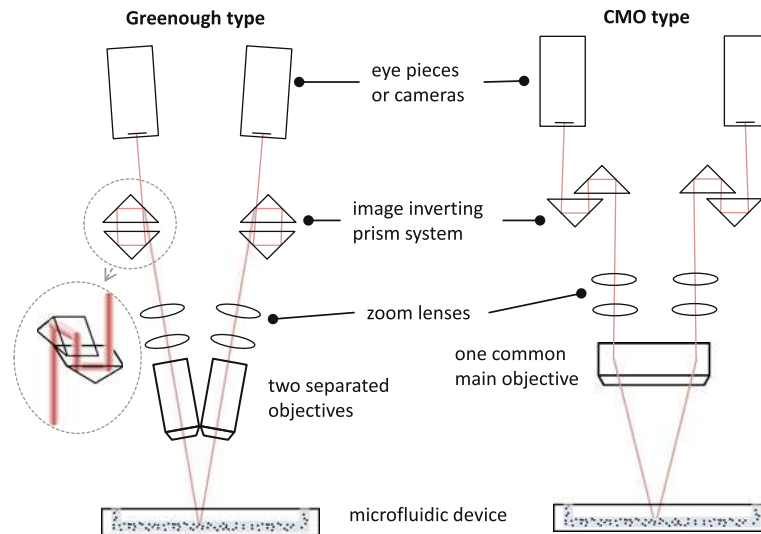 Greenough type
CMO type
eye pieces
or cameras
image inverting
prism system
zoom lenses
one common
main objective
two separated
objectives
microfluidic device